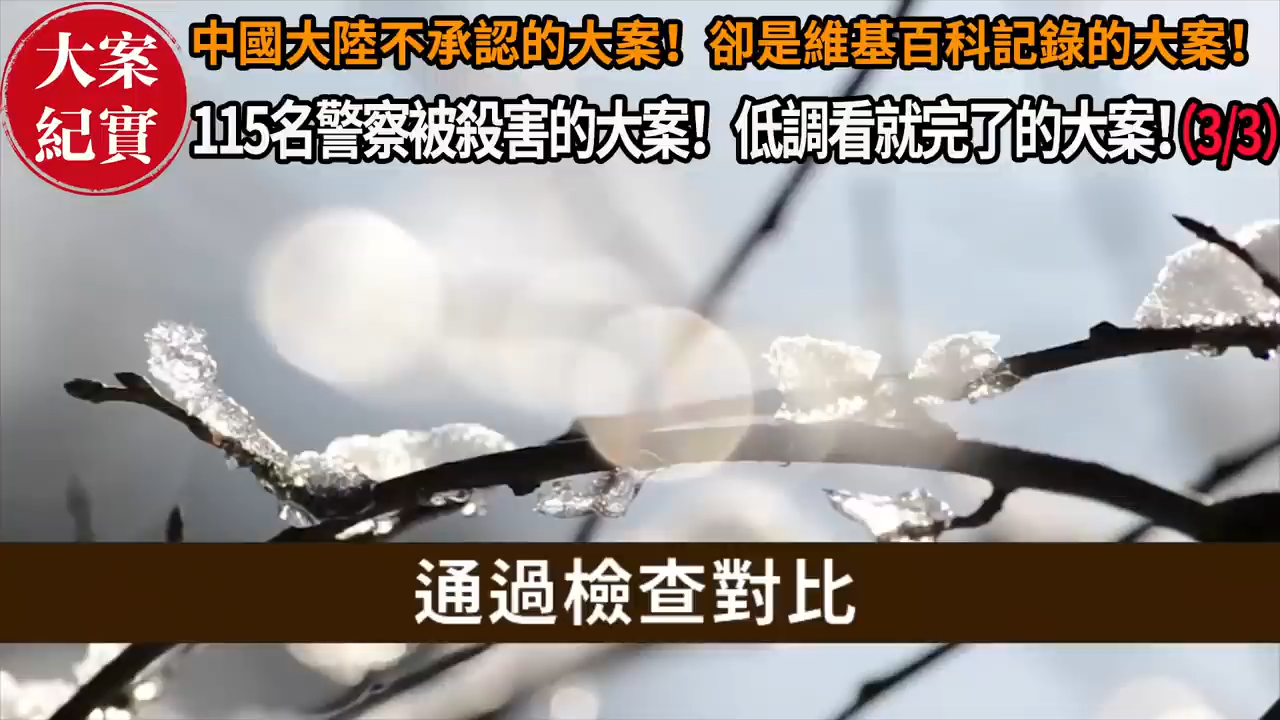 大案
紀實
中國大陸不承認的大案！卻是維基百科記錄的大案！
115名警察被殺害的大案！低調看就完了的大案！(3/3)
通過檢查對比